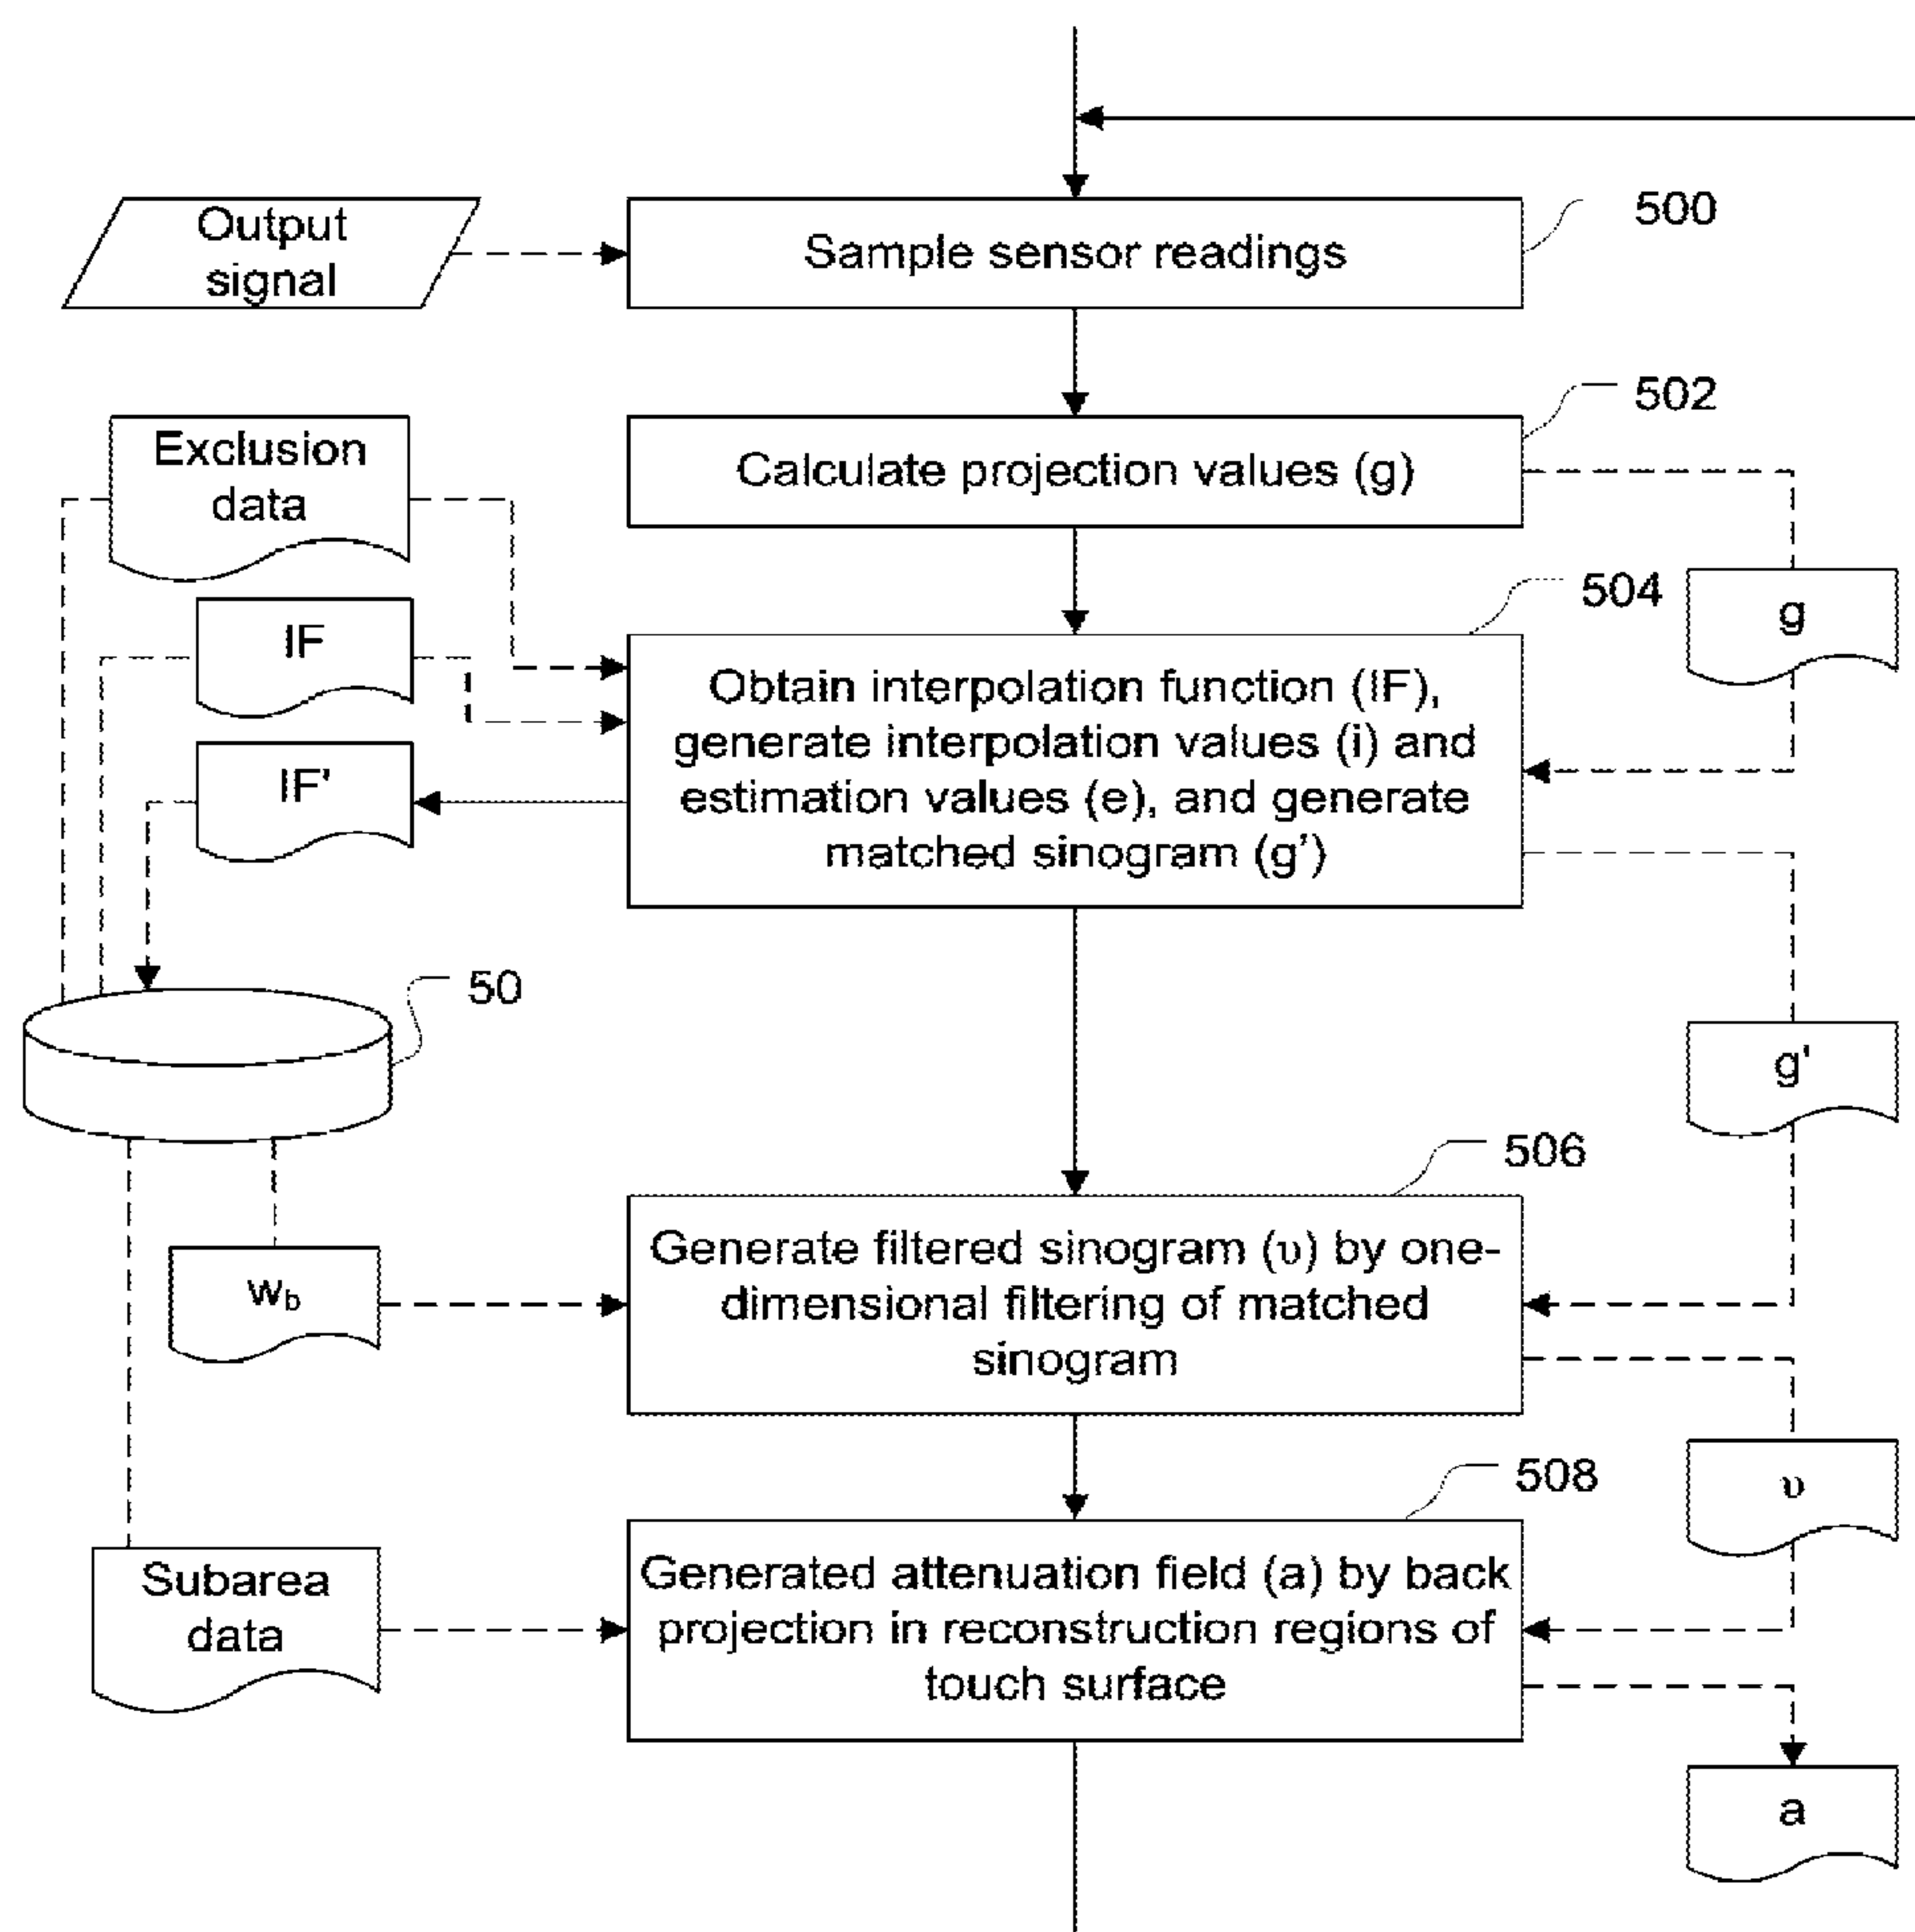 Output
signal
Sample sensor readings
500
502
Exclusion
data
Calculate projection values (g)
504
g
IF
Obtain interpolation function (IF),
generate interpolation values (i) and
estimation values (e), and generate
matched sinogram (g’)
IF’
50
g'
506
Generate filtered sinogram (υ) by one-
dimensional filtering of matched
sinogram
wb
508
υ
Subarea
data
Generated attenuation field (a) by back
projection in reconstruction regions of
touch surface
a